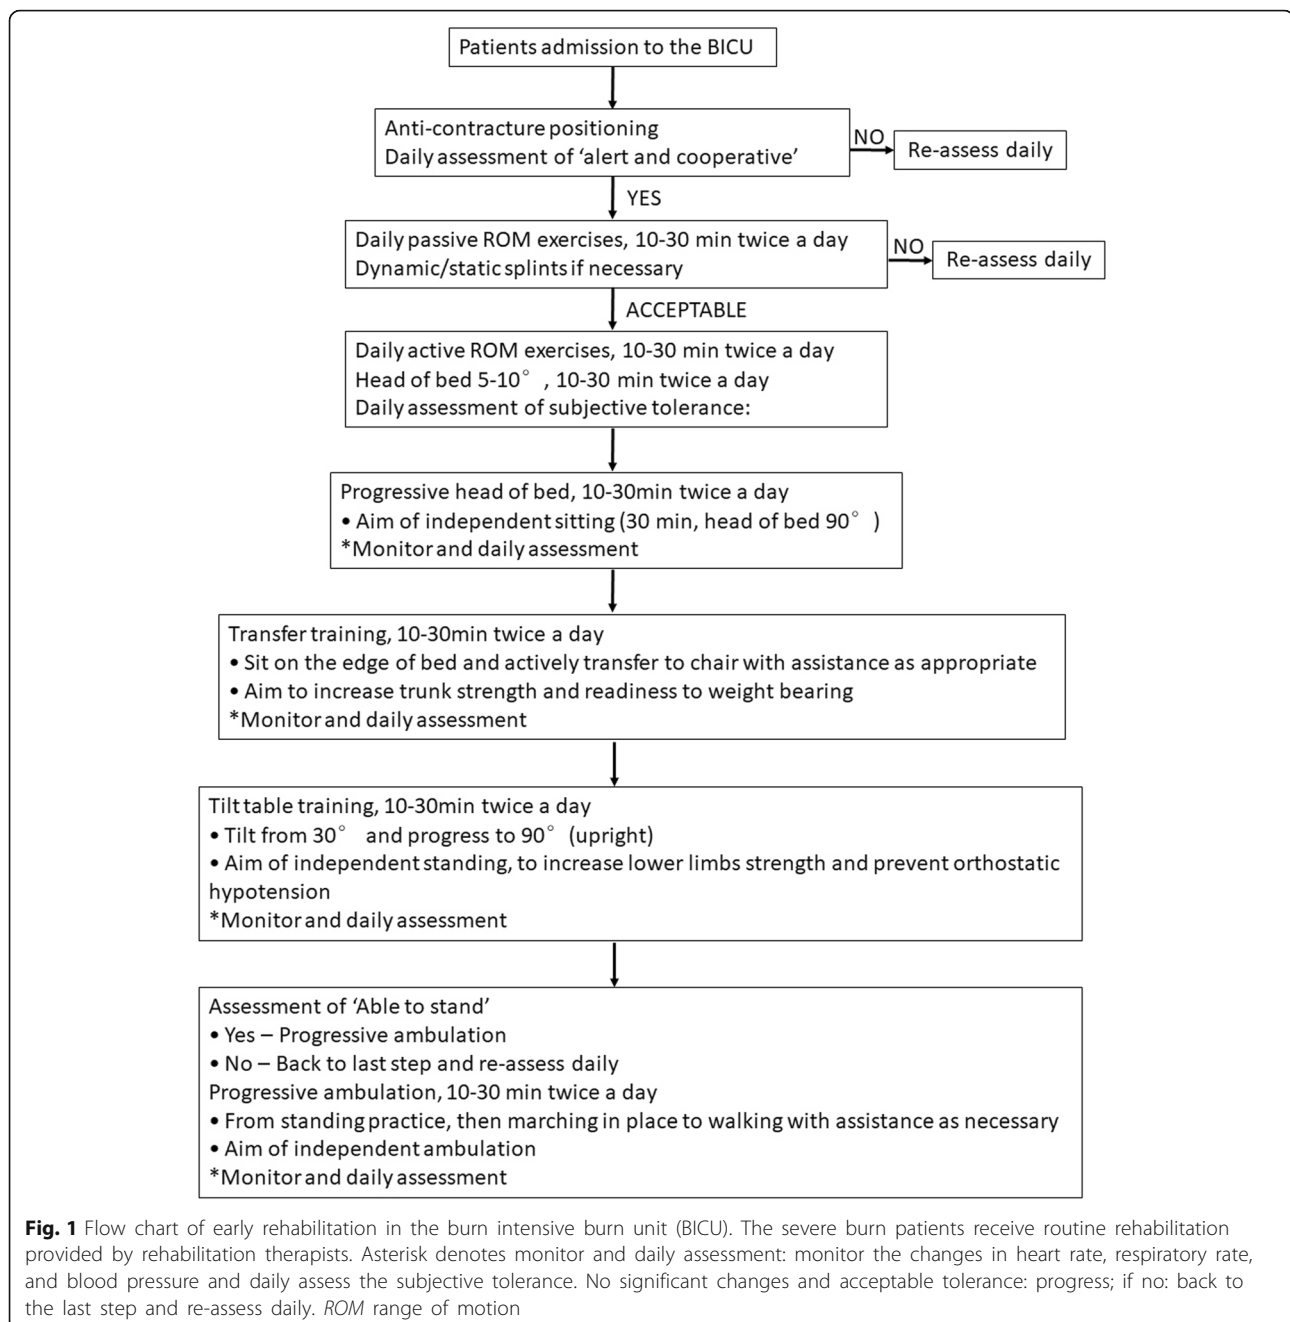 Patients admission to the BICU
Anti-contracture positioning
Daily assessment of ‘alert and cooperative’
NO
Re-assess daily
YES
Daily passive ROM exercises, 10-30 min twice a day
Dynamic/static splints if necessary
NO
Re-assess daily
ACCEPTABLE
Daily active ROM exercises, 10-30 min twice a day
Head of bed 5-10° , 10-30 min twice a day
Daily assessment of subjective tolerance:
Progressive head of bed, 10-30min twice a day
• Aim of independent sitting (30 min, head of bed 90° )
*Monitor and daily assessment
Transfer training, 10-30min twice a day
• Sit on the edge of bed and actively transfer to chair with assistance as appropriate
• Aim to increase trunk strength and readiness to weight bearing
*Monitor and daily assessment
Tilt table training, 10-30min twice a day
• Tilt from 30° and progress to 90° (upright)
• Aim of independent standing, to increase lower limbs strength and prevent orthostatic
hypotension
*Monitor and daily assessment
Assessment of ‘Able to stand’
• Yes – Progressive ambulation
• No – Back to last step and re-assess daily
Progressive ambulation, 10-30 min twice a day
• From standing practice, then marching in place to walking with assistance as necessary
• Aim of independent ambulation
*Monitor and daily assessment
Fig. 1 Flow chart of early rehabilitation in the burn intensive burn unit (BICU). The severe burn patients receive routine rehabilitation
provided by rehabilitation therapists. Asterisk denotes monitor and daily assessment: monitor the changes in heart rate, respiratory rate,
and blood pressure and daily assess the subjective tolerance. No significant changes and acceptable tolerance: progress; if no: back to
the last step and re-assess daily. ROM range of motion